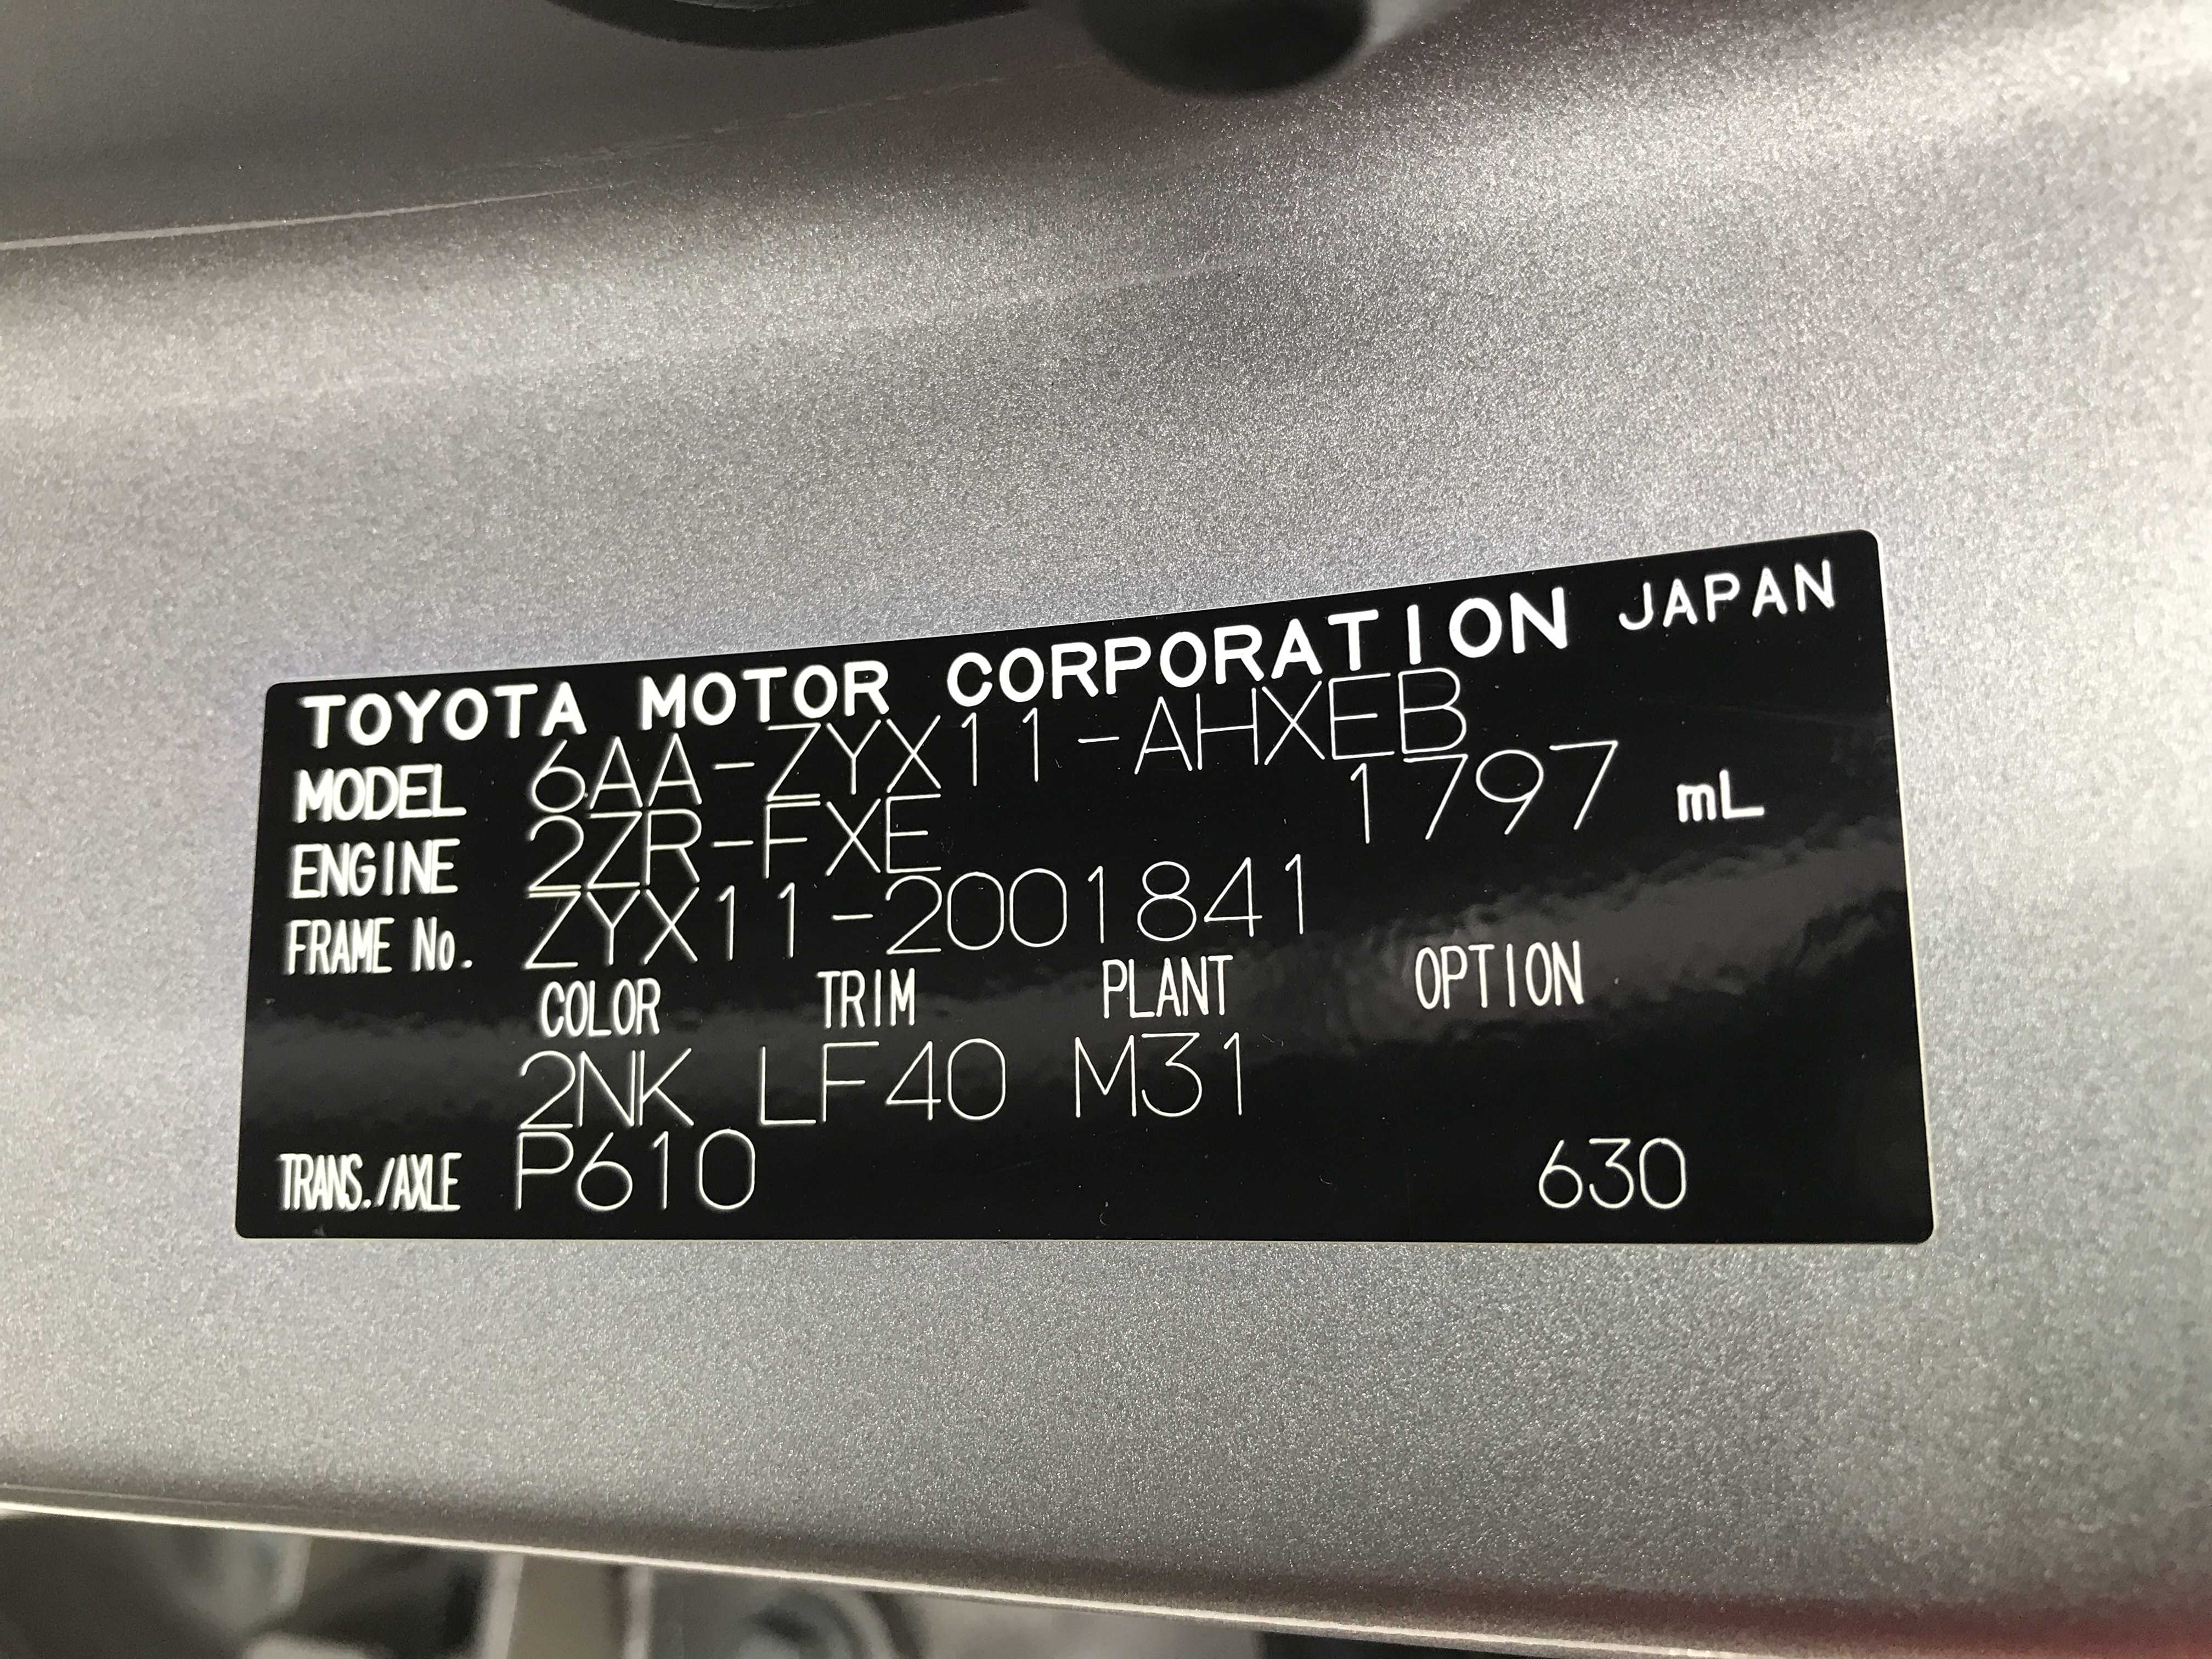 TOYOTA MOTOR CORPORATION JAPAN
MODEL 6AA-ZYX11-AHXEB
ENGINE 2ZR-FXE 1797 mL
FRAME No. ZYX11-2001841
COLOR TRIM PLANT OPTION
2NK LF40 M31
TRANS./AXLE P610 630